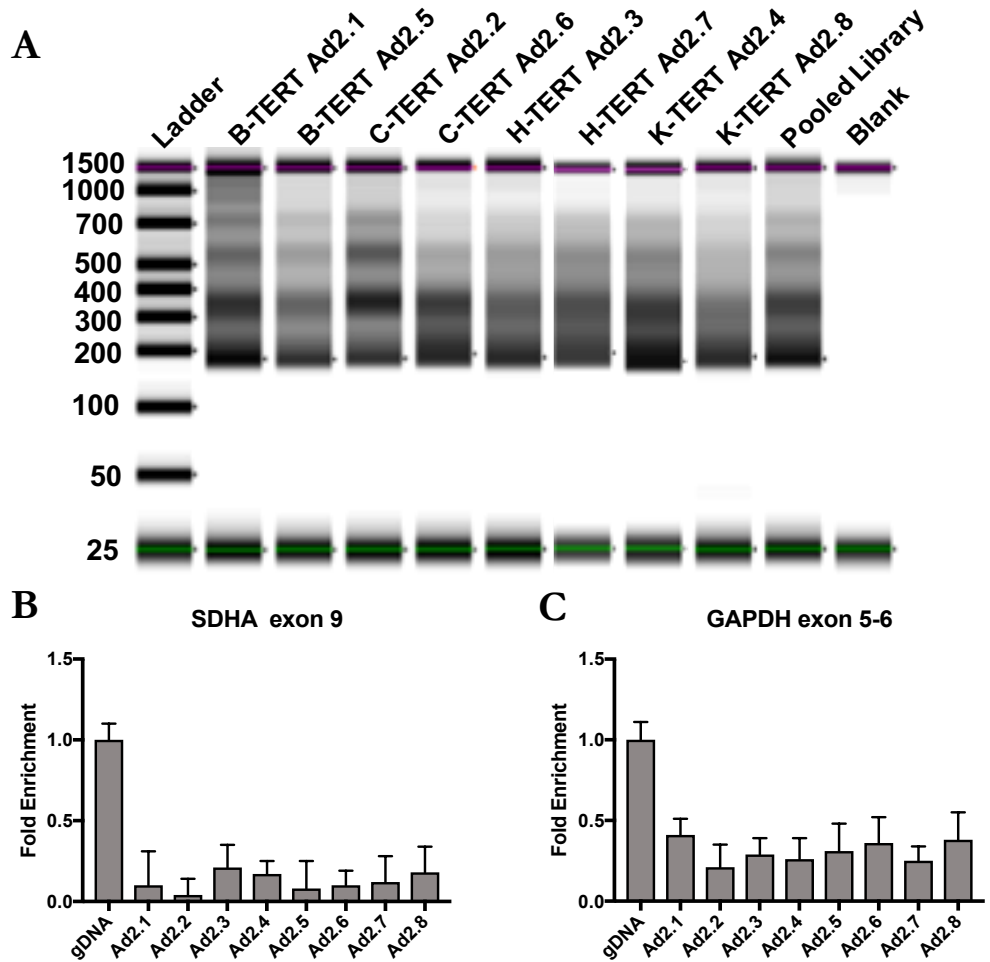 A
Ladder
B-TERT Ad2.1
B-TERT Ad2.5
C-TERT Ad2.2
C-TERT Ad2.6
H-TERT Ad2.3
H-TERT Ad2.7
K-TERT Ad2.4
K-TERT Ad2.8
Pooled Library
Blank
1500
1000
700
500
400
300
200
100
50
25
B
SDHA exon 9
Fold Enrichment
1.5
1.0
0.5
0.0
gDNA
Ad2.1
Ad2.2
Ad2.3
Ad2.4
Ad2.5
Ad2.6
Ad2.7
Ad2.8
C
GAPDH exon 5-6
Fold Enrichment
1.5
1.0
0.5
0.0
gDNA
Ad2.1
Ad2.2
Ad2.3
Ad2.4
Ad2.5
Ad2.6
Ad2.7
Ad2.8